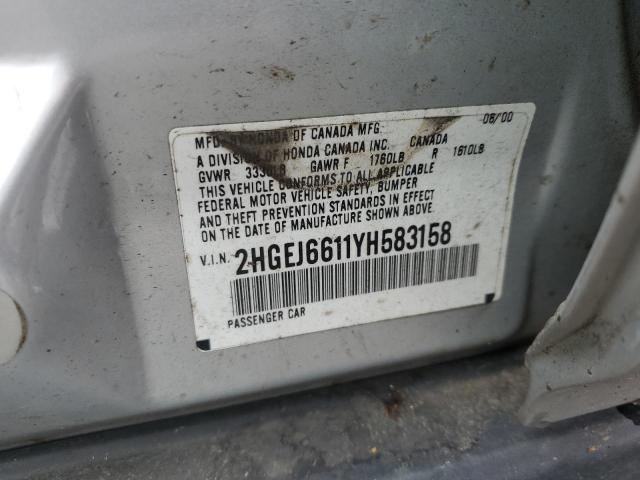 MFD. HONDA OF CANADA MFG. 06/00
A DIVISION OF HONDA CANADA INC. CANADA
GVWR GAWR F 1760LB R 1610LB
THIS VEHICLE CONFORMS TO ALL APPLICABLE
FEDERAL MOTOR VEHICLE SAFETY, BUMPER
AND THEFT PREVENTION STANDARDS IN EFFECT
ON THE DATE OF MANUFACTURE SHOWN ABOVE.
V.I.N. 2HGEJ6611YH583158
PASSENGER CAR